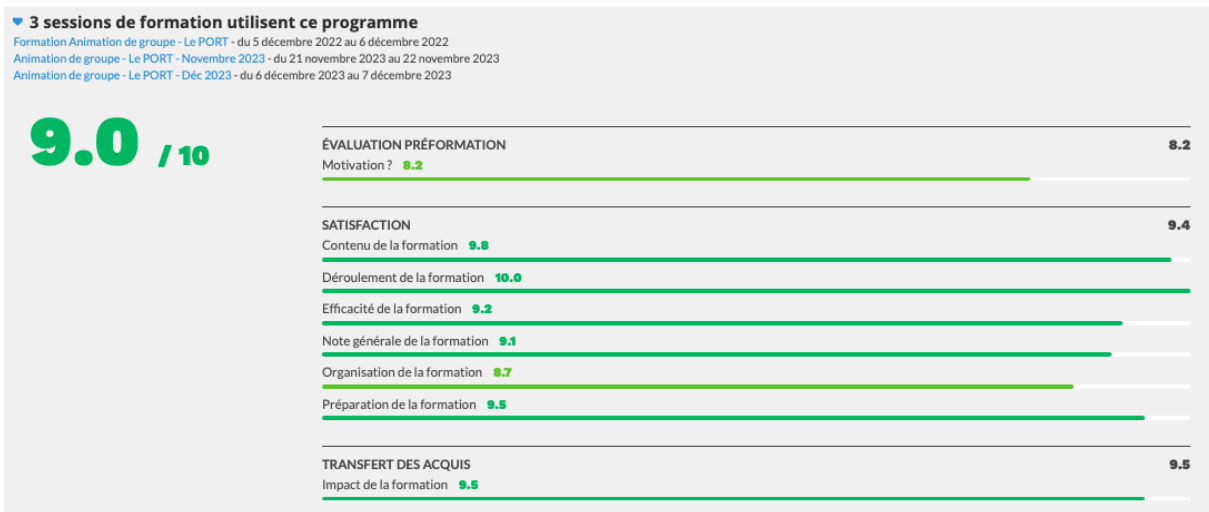 3 sessions de formation utilisent ce programme
Formation Animation de groupe - Le PORT - du 5 décembre 2022 au 6 décembre 2022
Animation de groupe - Le PORT - Novembre 2023 - du 21 novembre 2023 au 22 novembre 2023
Animation de groupe - Le PORT - Déc 2023 - du 6 décembre 2023 au 7 décembre 2023
9.0 / 10
ÉVALUATION PRÉFORMATION 8.2
Motivation ? 8.2
SATISFACTION 9.4
Contenu de la formation 9.8
Déroulement de la formation 10.0
Efficacité de la formation 9.2
Note générale de la formation 9.1
Organisation de la formation 8.7
Préparation de la formation 9.5
TRANSFERT DES ACQUIS 9.5
Impact de la formation 9.5